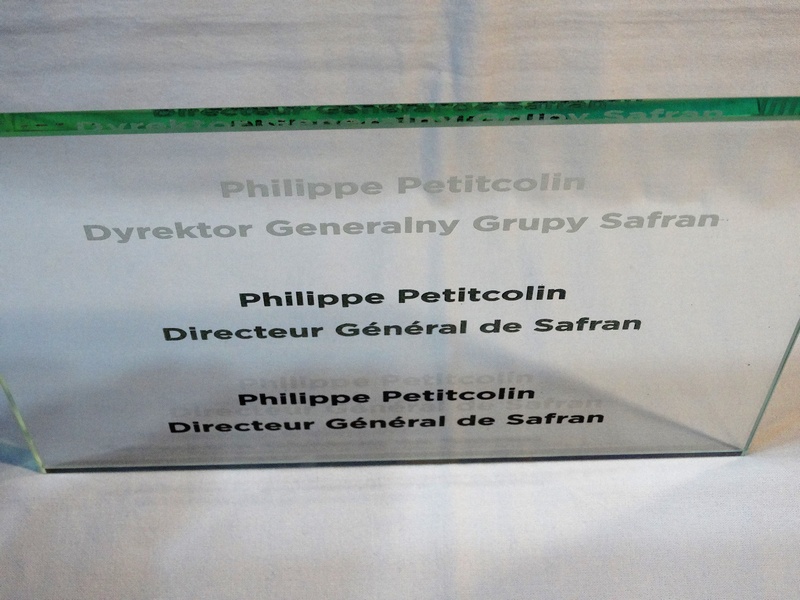 Philippe Petitcolin
Dyrektor Generalny Grupy Safran
Philippe Petitcolin
Directeur Général de Safran
Philippe Petitcolin
Directeur Général de Safran